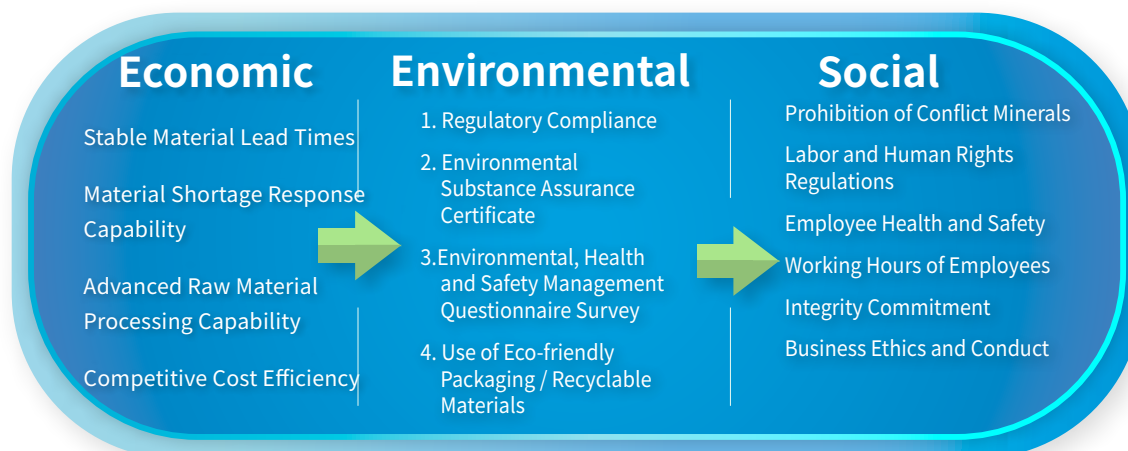 Economic
Stable Material Lead Times
Material Shortage Response
Capability
Advanced Raw Material
Processing Capability
Competitive Cost Efficiency
Environmental
1. Regulatory Compliance
2. Environmental
Substance Assurance
Certificate
3.Environmental, Health
and Safety Management
Questionnaire Survey
4. Use of Eco-friendly
Packaging / Recyclable
Materials
Social
Prohibition of Conflict Minerals
Labor and Human Rights
Regulations
Employee Health and Safety
Working Hours of Employees
Integrity Commitment
Business Ethics and Conduct